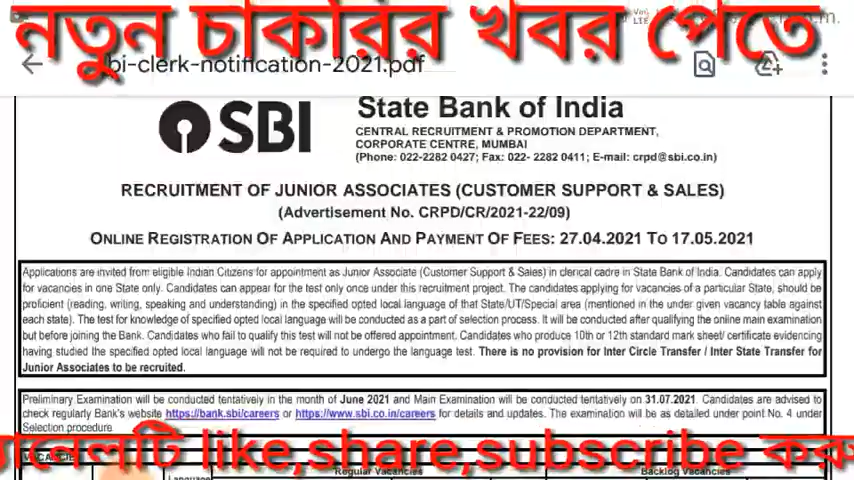 নতুন চাকরির খবর পেতে
bi-clerk-notification-2021.pdf
SBI
State Bank of India
CENTRAL RECRUITMENT & PROMOTION DEPARTMENT,
CORPORATE CENTRE, MUMBAI
(Phone: 022-2282 0427; Fax: 022- 2282 0411; E-mail: crpd@sbi.co.in)
RECRUITMENT OF JUNIOR ASSOCIATES (CUSTOMER SUPPORT & SALES)
(Advertisement No. CRPD/CR/2021-22/09)
ONLINE REGISTRATION OF APPLICATION AND PAYMENT OF FEES: 27.04.2021 TO 17.05.2021
Applications are invited from eligible Indian Citizens for appointment as Junior Associate (Customer Support & Sales) in clerical cadre in State Bank of India. Candidates can apply
for vacancies in one State only. Candidates can appear for the test only once under this recruitment project. The candidates applying for vacancies of a particular State, should be
proficient (reading, writing, speaking and understanding) in the specified opted local language of that State/UT/Special area (mentioned in the under given vacancy table against
each state). The test for knowledge of specified opted local language will be conducted as a part of selection process. It will be conducted after qualifying the online main examination
but before joining the Bank. Candidates who fail to qualify this test will not be offered appointment. Candidates who produce 10th or 12th standard mark sheet/ certificate evidencing
having studied the specified opted local language will not be required to undergo the language test. There is no provision for Inter Circle Transfer / Inter State Transfer for
Junior Associates to be recruited.
Preliminary Examination will be conducted tentatively in the month of June 2021 and Main Examination will be conducted tentatively on 31.07.2021. Candidates are advised to
check regularly Bank's website https://bank.sbi/careers or https://www.sbi.co.in/careers for details and updates. The examination will be as detailed under point No. 4 under
Selection procedure
like,share,subscribe
VACANCIES
Regular Vacancies Backlog Vacancies
Language